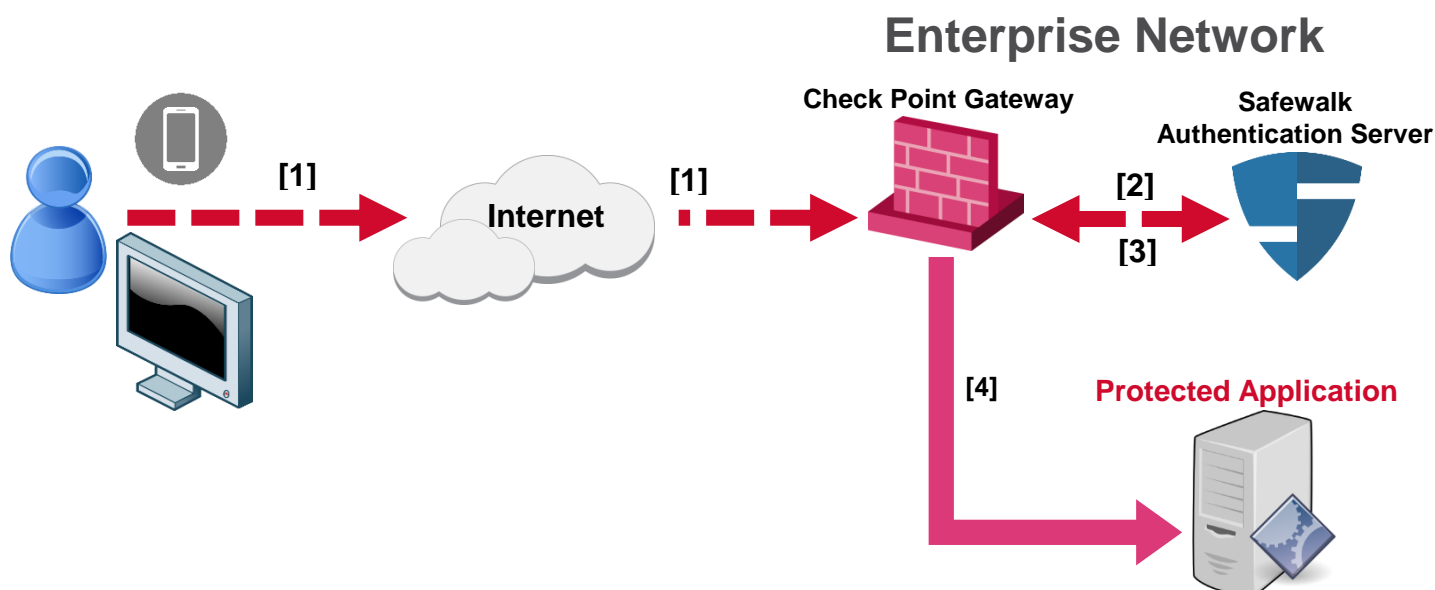 Enterprise Network
Check Point Gateway
Safewalk
Authentication Server
[1]
Internet
[1]
[2]
[3]
[4]
Protected Application